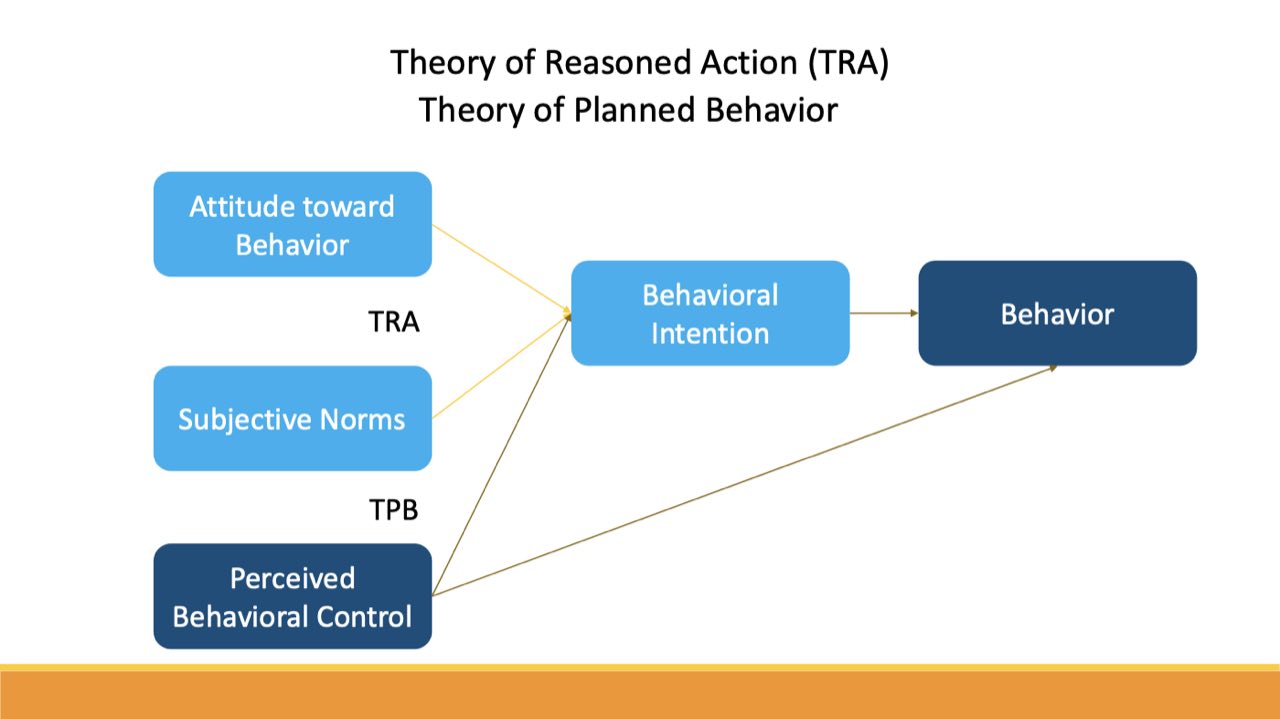 Theory of Reasoned Action (TRA)
Theory of Planned Behavior
Attitude toward
Behavior
TRA
Subjective Norms
TPB
Perceived
Behavioral Control
Behavioral
Intention
Behavior